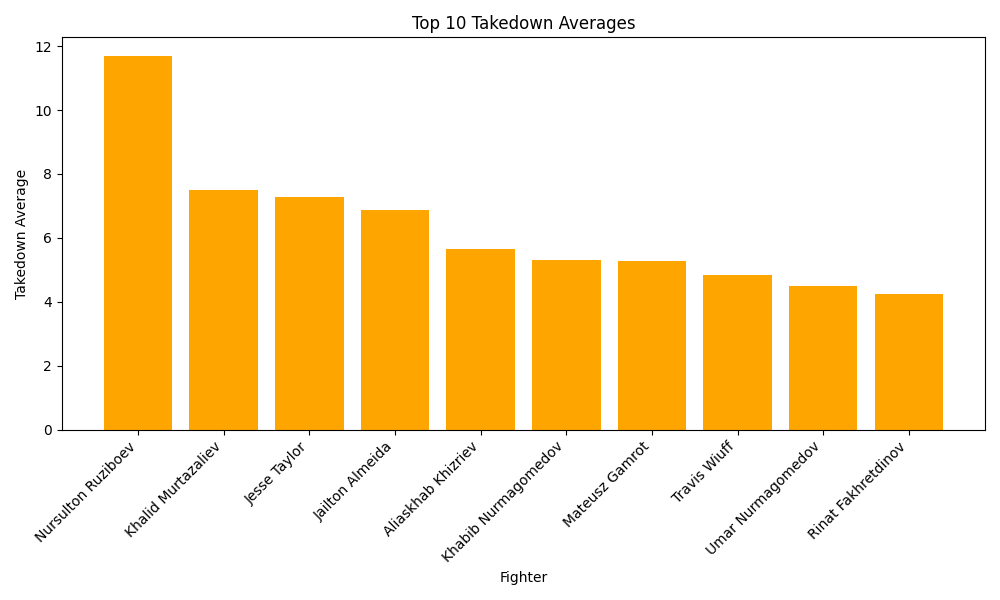 Top 10 Takedown Averages
Takedown Average
12
10
8
6
4
2
0
Nursulton Ruziboev
Khalid Murtazaliev
Jesse Taylor
Jailton Almeida
Aliaskhab Khizriev
Khabib Nurmagomedov
Mateusz Gamrot
Travis Wiuff
Umar Nurmagomedov
Rinat Fakhretdinov
Fighter